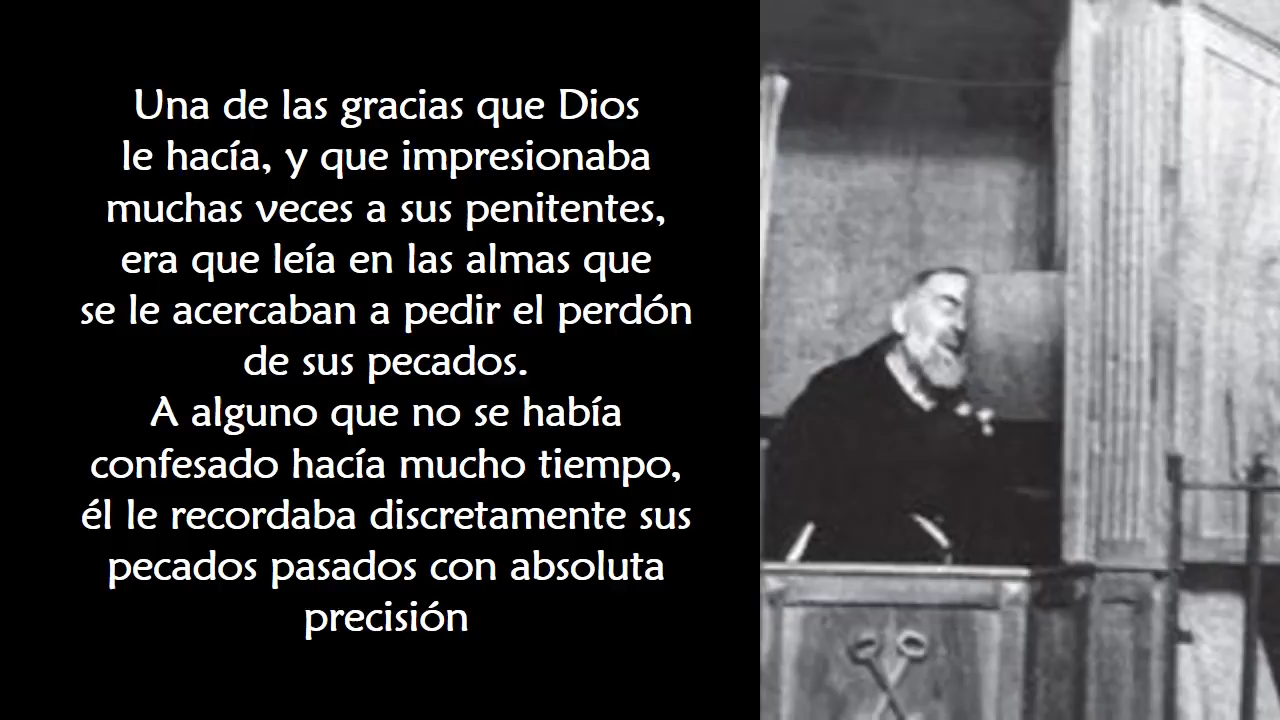 Una de las gracias que Dios
le hacía, y que impresionaba
muchas veces a sus penitentes,
era que leía en las almas que
se le acercaban a pedir el perdón
de sus pecados.
A alguno que no se había
confesado hacía mucho tiempo,
él le recordaba discretamente sus
pecados pasados con absoluta
precisión